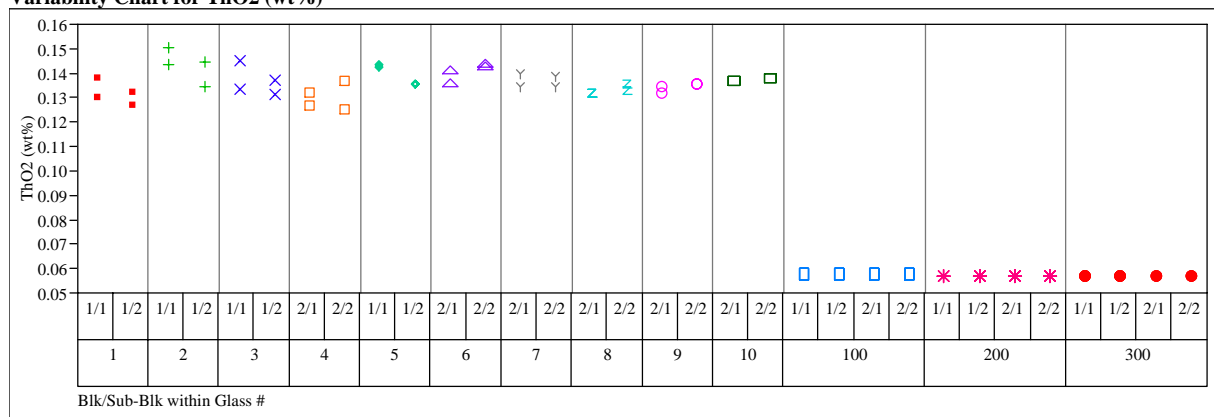 Variability Chart for ThO2 (wt%)
ThO2 (wt%)
0.16
0.15
0.14
0.13
0.12
0.11
0.10
0.09
0.08
0.07
0.06
0.05
1/1 1/2 1/1 1/2 1/1 1/2 2/1 2/2 1/1 1/2 2/1 2/2 2/1 2/2 2/1 2/2 2/1 2/2 2/1 2/2 1/1 1/2 2/1 2/2 1/1 1/2 2/1 2/2 1/1 1/2 2/1 2/2
1 2 3 4 5 6 7 8 9 10 100 200 300
Blk/Sub-Blk within Glass #